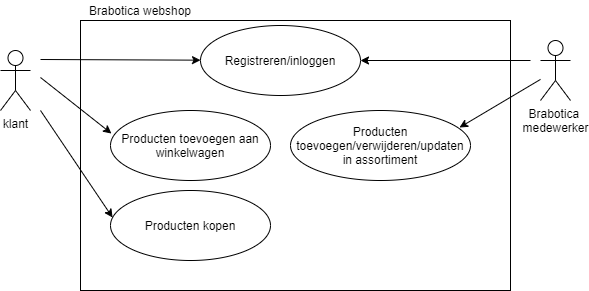 Brabotica webshop
Registreren/inloggen
klant
Brabotica
medewerker
Producten toevoegen aan
winkelwagen
Producten
toevoegen/verwijderen/updaten
in assortiment
Producten kopen